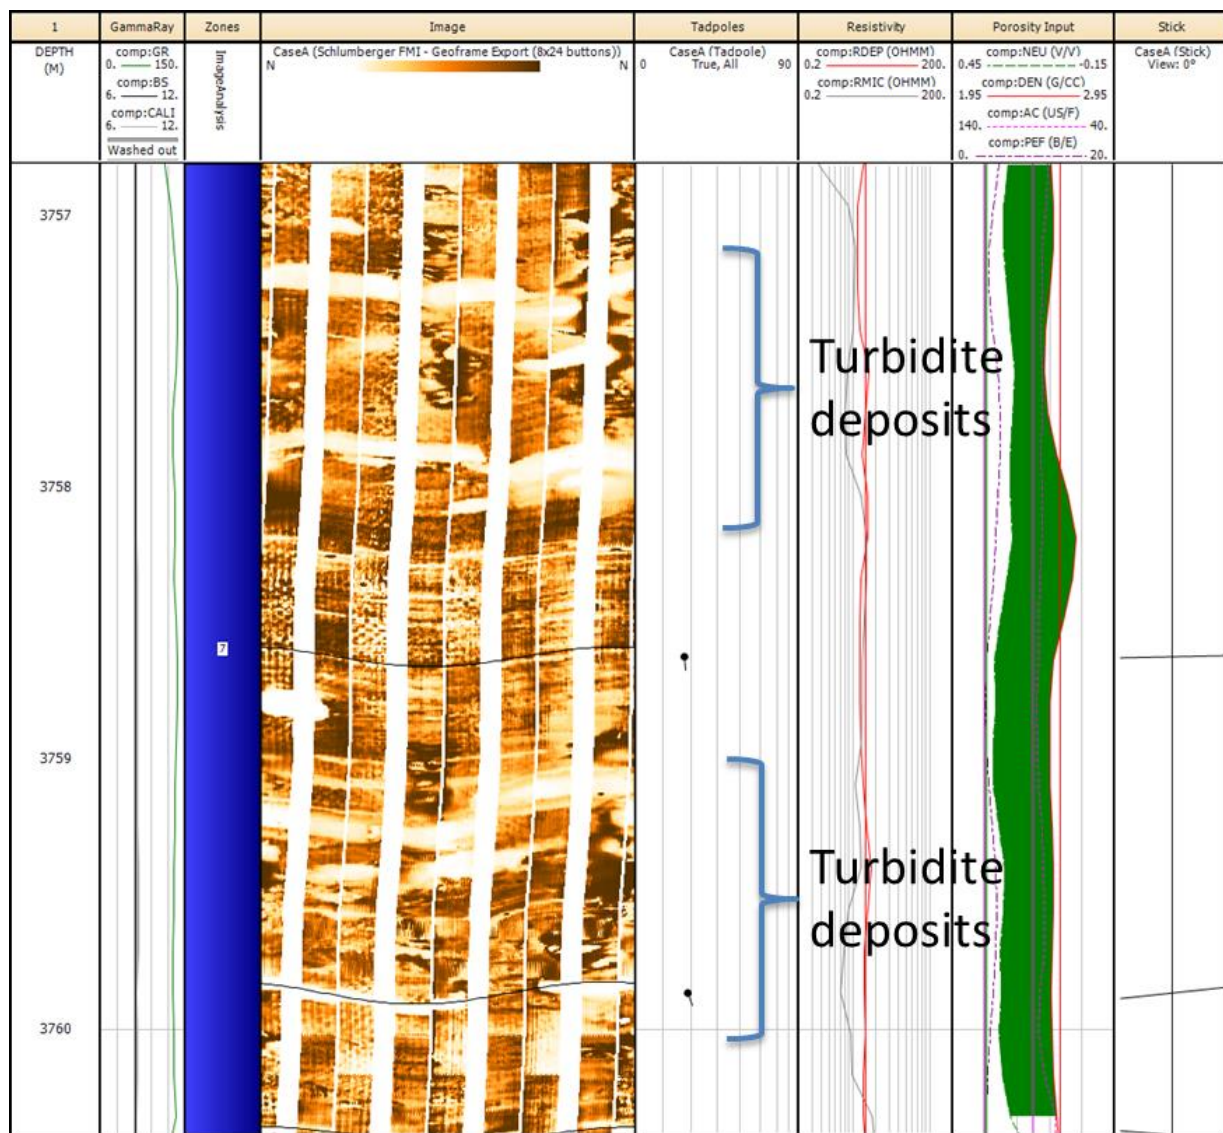 1
GammaRay
Zones
Image
Tadpoles
Resistivity
Porosity Input
Stick
DEPTH
(M)
comp:GR
0. 150.
comp:BS
6. 12.
comp:CALI
6. 12.
Washed out
ImageAnalysis
CaseA (Schlumberger FMI - Geoframe Export (8x24 buttons))
N N
CaseA (Tadpole)
0 True, All 90
comp:RDEP (OHMM)
0.2 200.
comp:RMIC (OHMM)
0.2 200.
comp:NEU (V/V)
0.45 -0.15
comp:DEN (G/CC)
1.95 2.95
comp:AC (US/F)
140. 40.
comp:PEF (B/E)
0. 20.
CaseA (Stick)
View: 0°
3757
Turbidite
deposits
3758
7
3759
Turbidite
deposits
3760